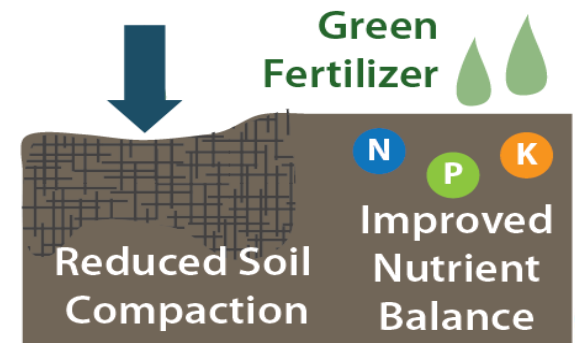 Green
Fertilizer
N
P
K
Reduced Soil
Compaction
Improved
Nutrient
Balance